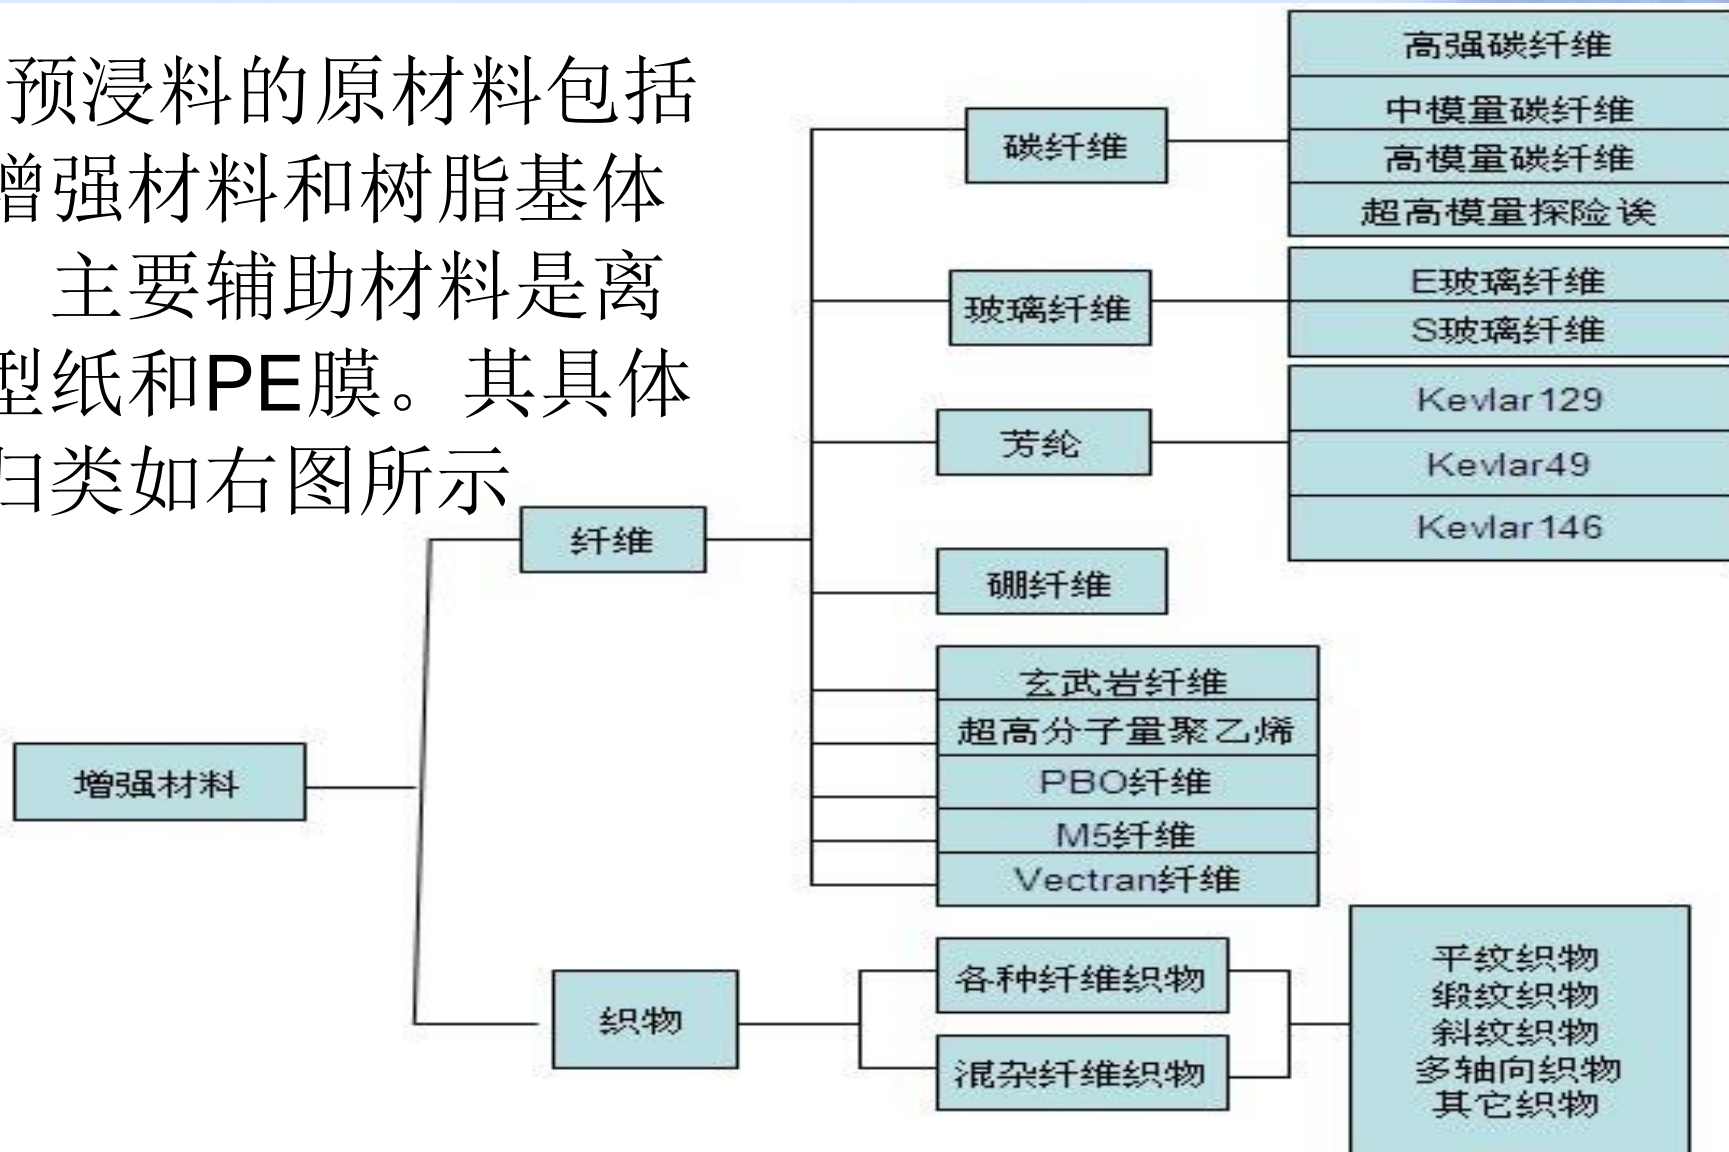 预浸料的原材料包括
增强材料和树脂基体
主要辅助材料是离
型纸和PE膜。其具体
归类如右图所示
高强碳纤维
中模量碳纤维
高模量碳纤维
超高模量探险诶
碳纤维
E玻璃纤维
S玻璃纤维
玻璃纤维
Kevlar129
Kevlar49
Kevlar146
芳纶
纤维
硼纤维
玄武岩纤维
超高分子量聚乙烯
PBO纤维
M5纤维
Vectran纤维
增强材料
织物
各种纤维织物
混杂纤维织物
平纹织物
缎纹织物
斜纹织物
多轴向织物
其它织物